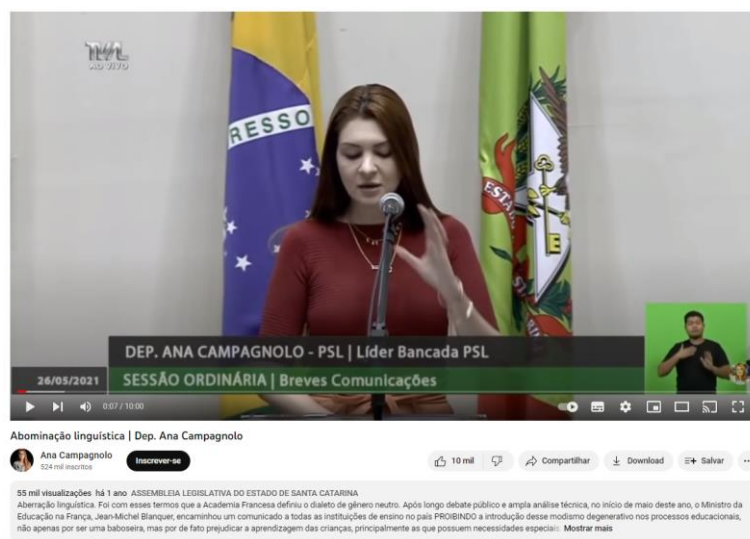 TVAL
AO VIVO
RESSO
ESTA
DEP. ANA CAMPAGNOLO - PSL | Líder Bancada PSL
26/05/2021
SESSÃO ORDINÁRIA | Breves Comunicações
0:07 / 10:00
Abominação linguística | Dep. Ana Campagnolo
Ana Campagnolo
524 mil inscritos
Inscrever-se
10 mil
Compartilhar
Download
Salvar
55 mil visualizações há 1 ano ASSEMBLEIA LEGISLATIVA DO ESTADO DE SANTA CATARINA
Aberração linguística. Foi com esses termos que a Academia Francesa definiu o dialeto de gênero neutro. Após longo debate público e ampla análise técnica, no início de maio deste ano, o Ministro da
Educação na França, Jean-Michel Blanquer, encaminhou um comunicado a todas as instituições de ensino no país PROIBINDO a introdução desse modismo degenerativo nos processos educacionais,
não apenas por ser uma baboseira, mas por de fato prejudicar a aprendizagem das crianças, principalmente as que possuem necessidades especiais. Mostrar mais